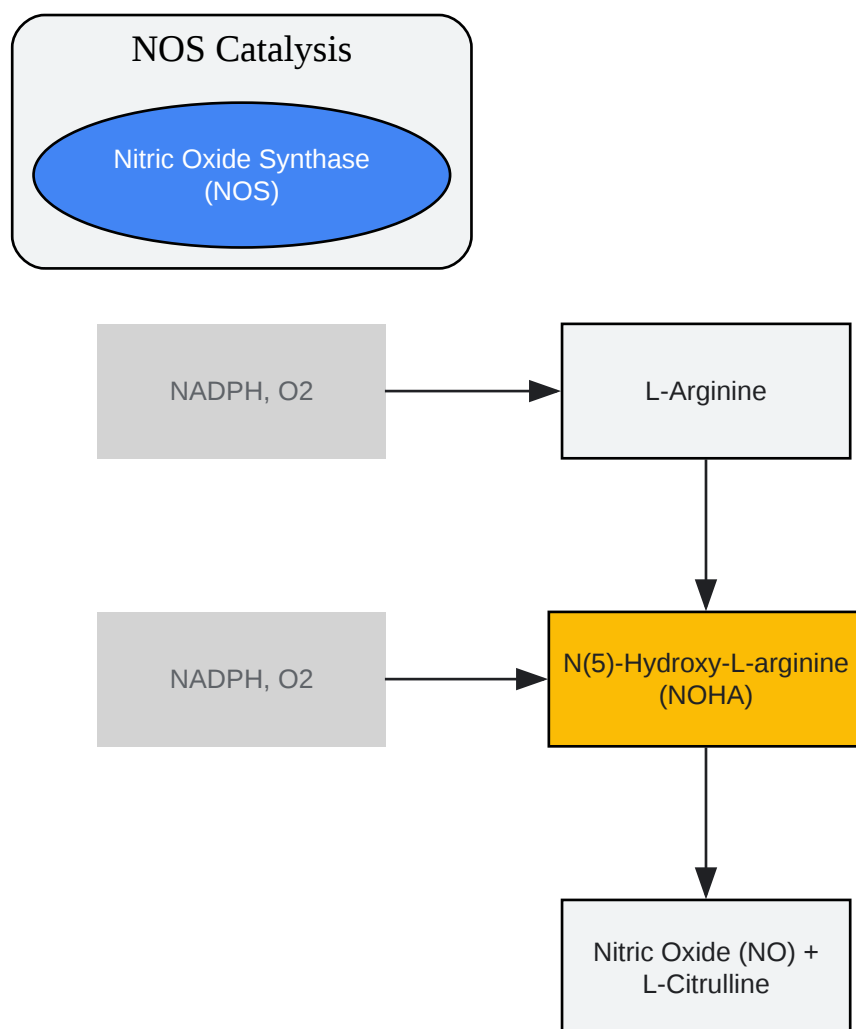 NOS Catalysis
Nitric Oxide Synthase
(NOS)
NADPH, O2
L-Arginine
NADPH, O2
N(5)-Hydroxy-L-arginine
(NOHA)
Nitric Oxide (NO) +
L-Citrulline